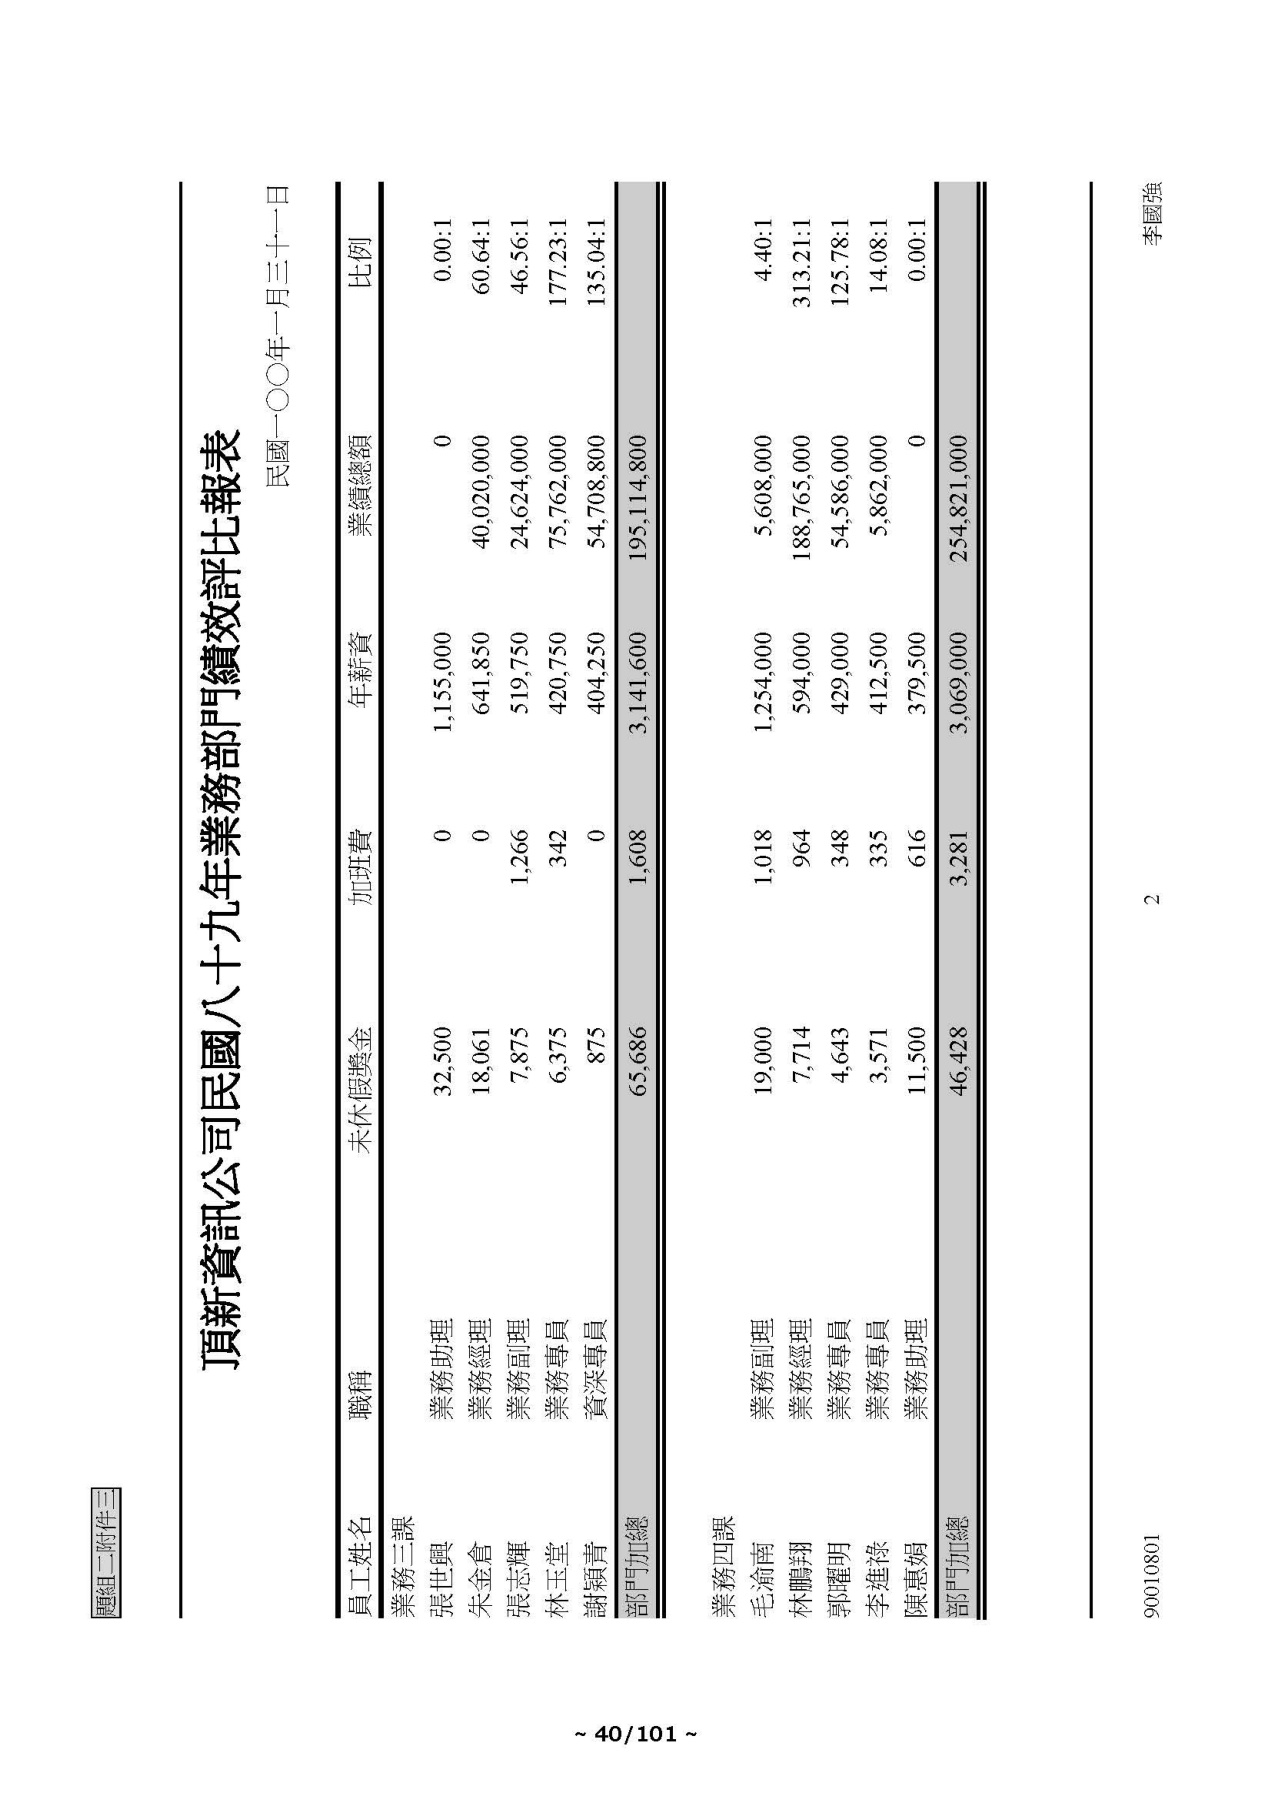 題組二附件三
頂新資訊公司民國八十九年業務部門績效評比報表
民國一〇〇年一月三十一日
員工姓名 職稱 未休假獎金 加班費 年薪資 業績總額 比例
業務三課
張世興 業務助理 32,500 0 1,155,000 0 0.00:1
朱金倉 業務經理 18,061 0 641,850 40,020,000 60.64:1
張志輝 業務副理 7,875 1,266 519,750 24,624,000 46.56:1
林玉堂 業務專員 6,375 342 420,750 75,762,000 177.23:1
謝穎青 資深專員 875 0 404,250 54,708,800 135.04:1
部門加總 65,686 1,608 3,141,600 195,114,800
業務四課
毛渝南 業務副理 19,000 1,018 1,254,000 5,608,000 4.40:1
林鵬翔 業務經理 7,714 964 594,000 188,765,000 313.21:1
郭曜明 業務專員 4,643 348 429,000 54,586,000 125.78:1
李進祿 業務專員 3,571 335 412,500 5,862,000 14.08:1
陳惠娟 業務助理 11,500 616 379,500 0 0.00:1
部門加總 46,428 3,281 3,069,000 254,821,000
90010801 2 李國強
~ 40/101 ~